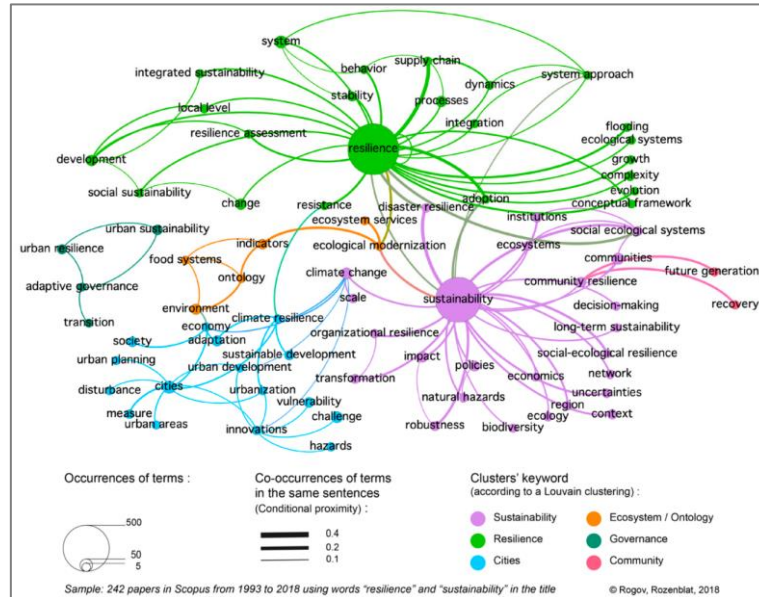 system
behavior
supply chain
integrated sustainability
stability
dynamics
system approach
local level
processes
integration
resilience assessment
flooding
resilience
ecological systems
development
growth
complexity
social sustainability
evolution
change
adoption
conceptual framework
resistance
disaster resilience
institutions
ecosystem services
urban sustainability
social ecological systems
indicators
ecological modernization
ecosystems
urban resilience
food systems
communities
climate change
future generation
ontology
community resilience
adaptive governance
scale
sustainability
recovery
environment
decision-making
transition
economy
climate resilience
long-term sustainability
society
adaptation
organizational resilience
urban planning
sustainable development
impact
social-ecological resilience
urban development
policies
network
disturbance
cities
transformation
economics
urbanization
uncertainties
measure
vulnerability
natural hazards
region
urban areas
challenge
ecology
context
innovations
robustness
biodiversity
hazards
Occurrences of terms :
500
50
5
Co-occurrences of terms
in the same sentences
(Conditional proximity) :
0.4
0.2
0.1
Clusters' keyword
(according to a Louvain clustering) :
Sustainability
Resilience
Cities
Ecosystem / Ontology
Governance
Community
Sample: 242 papers in Scopus from 1993 to 2018 using words "resilience" and "sustainability" in the title
© Rogov, Rozenblat, 2018